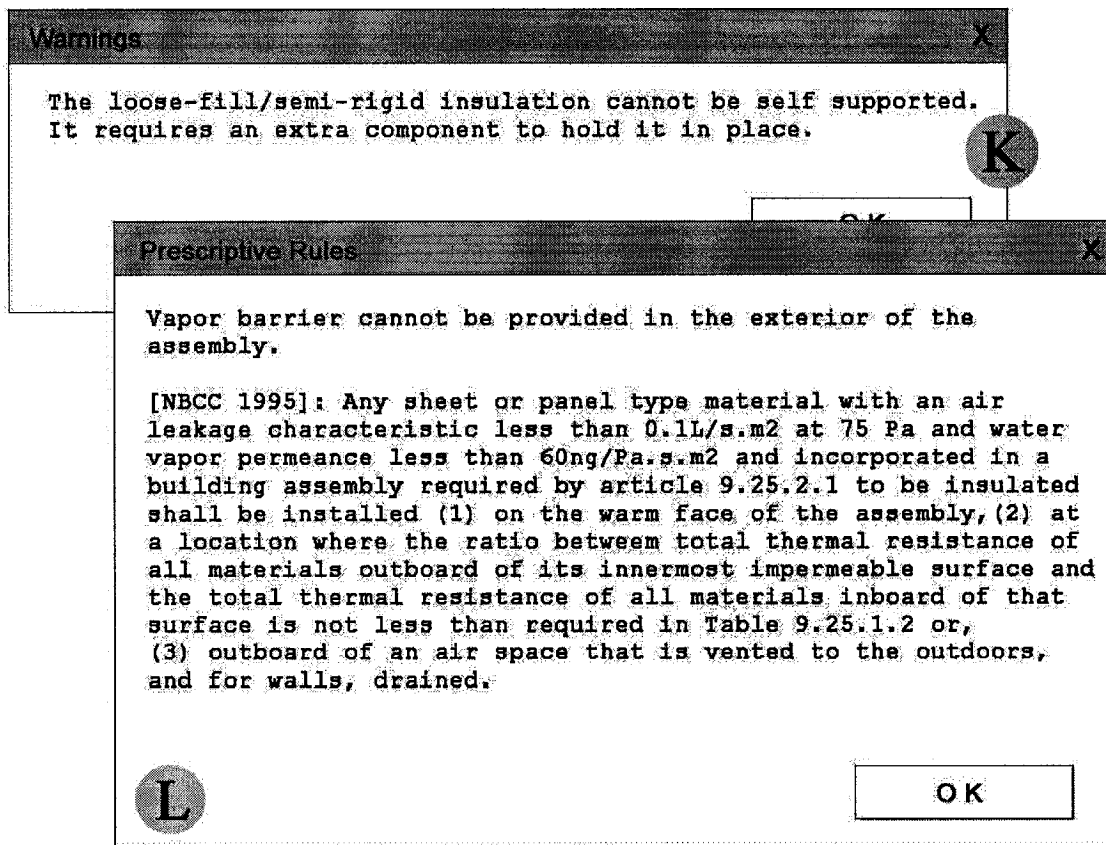 Warnings X
The loose-fill/semi-rigid insulation cannot be self supported.
It requires an extra component to hold it in place.
K
OK
Prescriptive Rules X
Vapor barrier cannot be provided in the exterior of the
assembly.
[NBCC 1995]: Any sheet or panel type material with an air
leakage characteristic less than 0.1L/s.m2 at 75 Pa and water
vapor permeance less than 60ng/Pa.s.m2 and incorporated in a
building assembly required by article 9.25.2.1 to be insulated
shall be installed (1) on the warm face of the assembly,(2) at
a location where the ratio betweem total thermal resistance of
all materials outboard of its innermost impermeable surface and
the total thermal resistance of all materials inboard of that
surface is not less than required in Table 9.25.1.2 or,
(3) outboard of an air space that is vented to the outdoors,
and for walls, drained.
L
OK